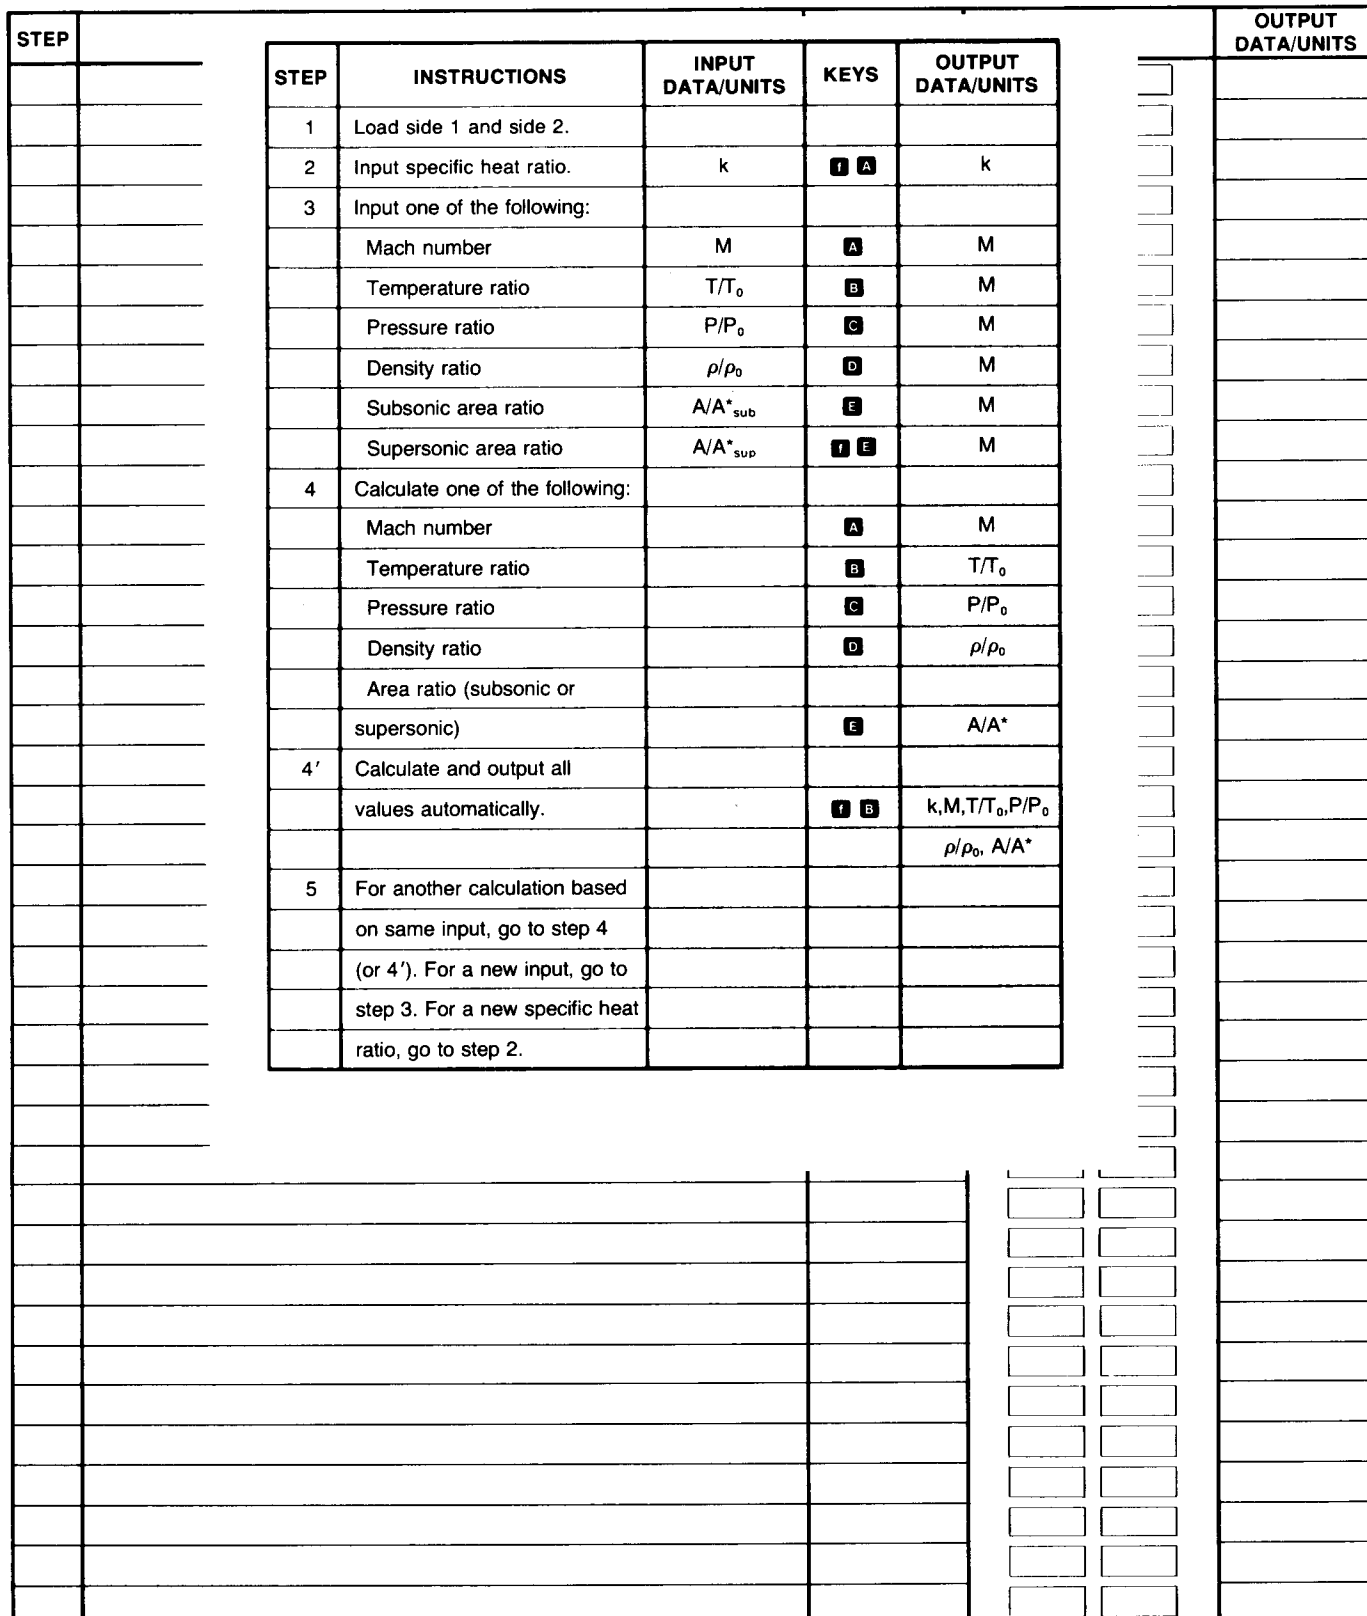 STEP
OUTPUT
DATA/UNITS
STEP INSTRUCTIONS INPUT DATA/UNITS KEYS OUTPUT DATA/UNITS
1 Load side 1 and side 2.
2 Input specific heat ratio. k f A k
3 Input one of the following:
Mach number M A M
Temperature ratio T/T₀ B M
Pressure ratio P/P₀ C M
Density ratio ρ/ρ₀ D M
Subsonic area ratio A/A*sub E M
Supersonic area ratio A/A*sup f E M
4 Calculate one of the following:
Mach number A M
Temperature ratio B T/T₀
Pressure ratio C P/P₀
Density ratio D ρ/ρ₀
Area ratio (subsonic or
supersonic) E A/A*
4′ Calculate and output all
values automatically. f B k,M,T/T₀,P/P₀
ρ/ρ₀, A/A*
5 For another calculation based
on same input, go to step 4
(or 4′). For a new input, go to
step 3. For a new specific heat
ratio, go to step 2.